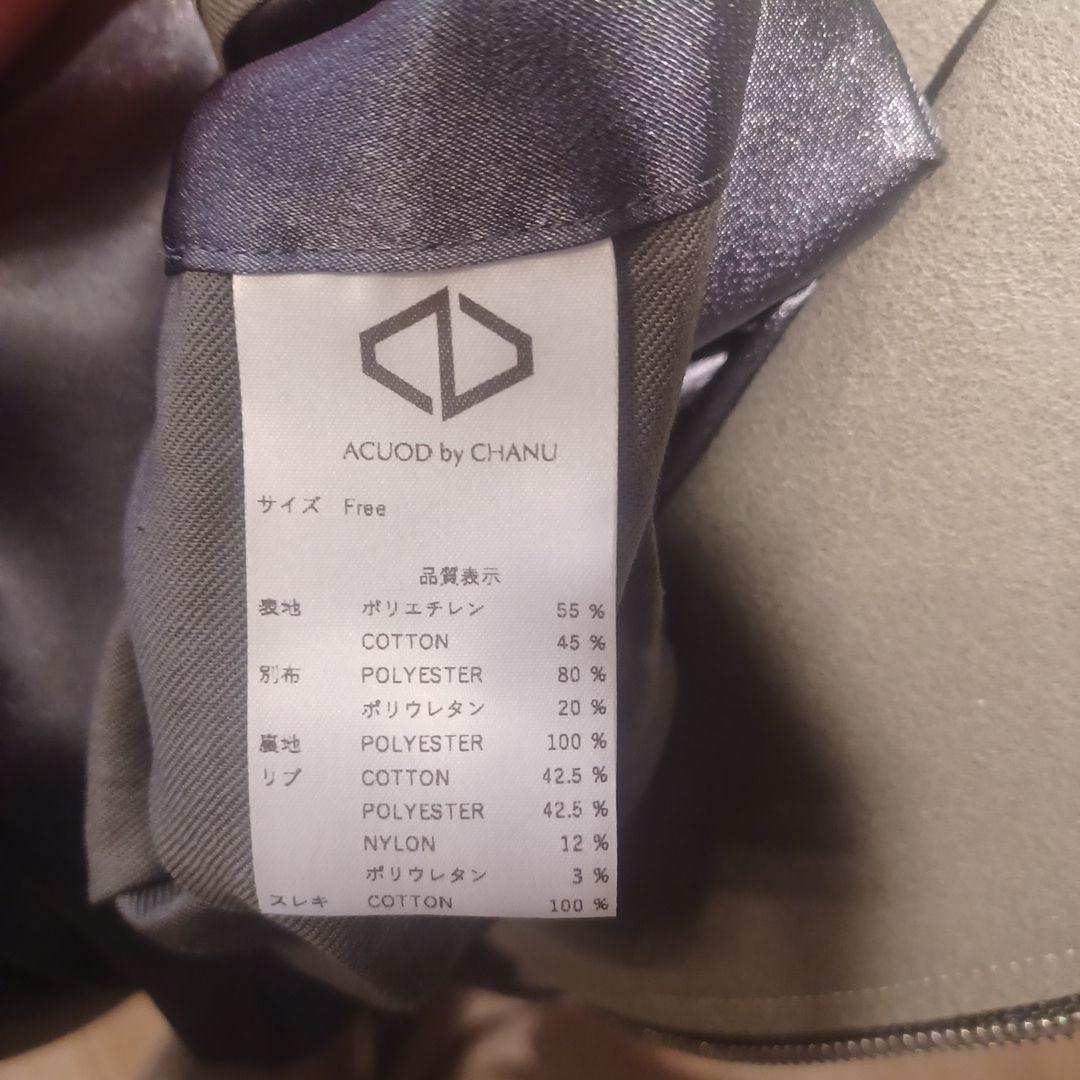 ACUOD by CHANU
サイズ Free
品質表示
表地 ポリエチレン 55 %
COTTON 45 %
別布 POLYESTER 80 %
ポリウレタン 20 %
裏地 POLYESTER 100 %
リブ COTTON 42.5 %
POLYESTER 42.5 %
NYLON 12 %
ポリウレタン 3 %
スレキ COTTON 100 %